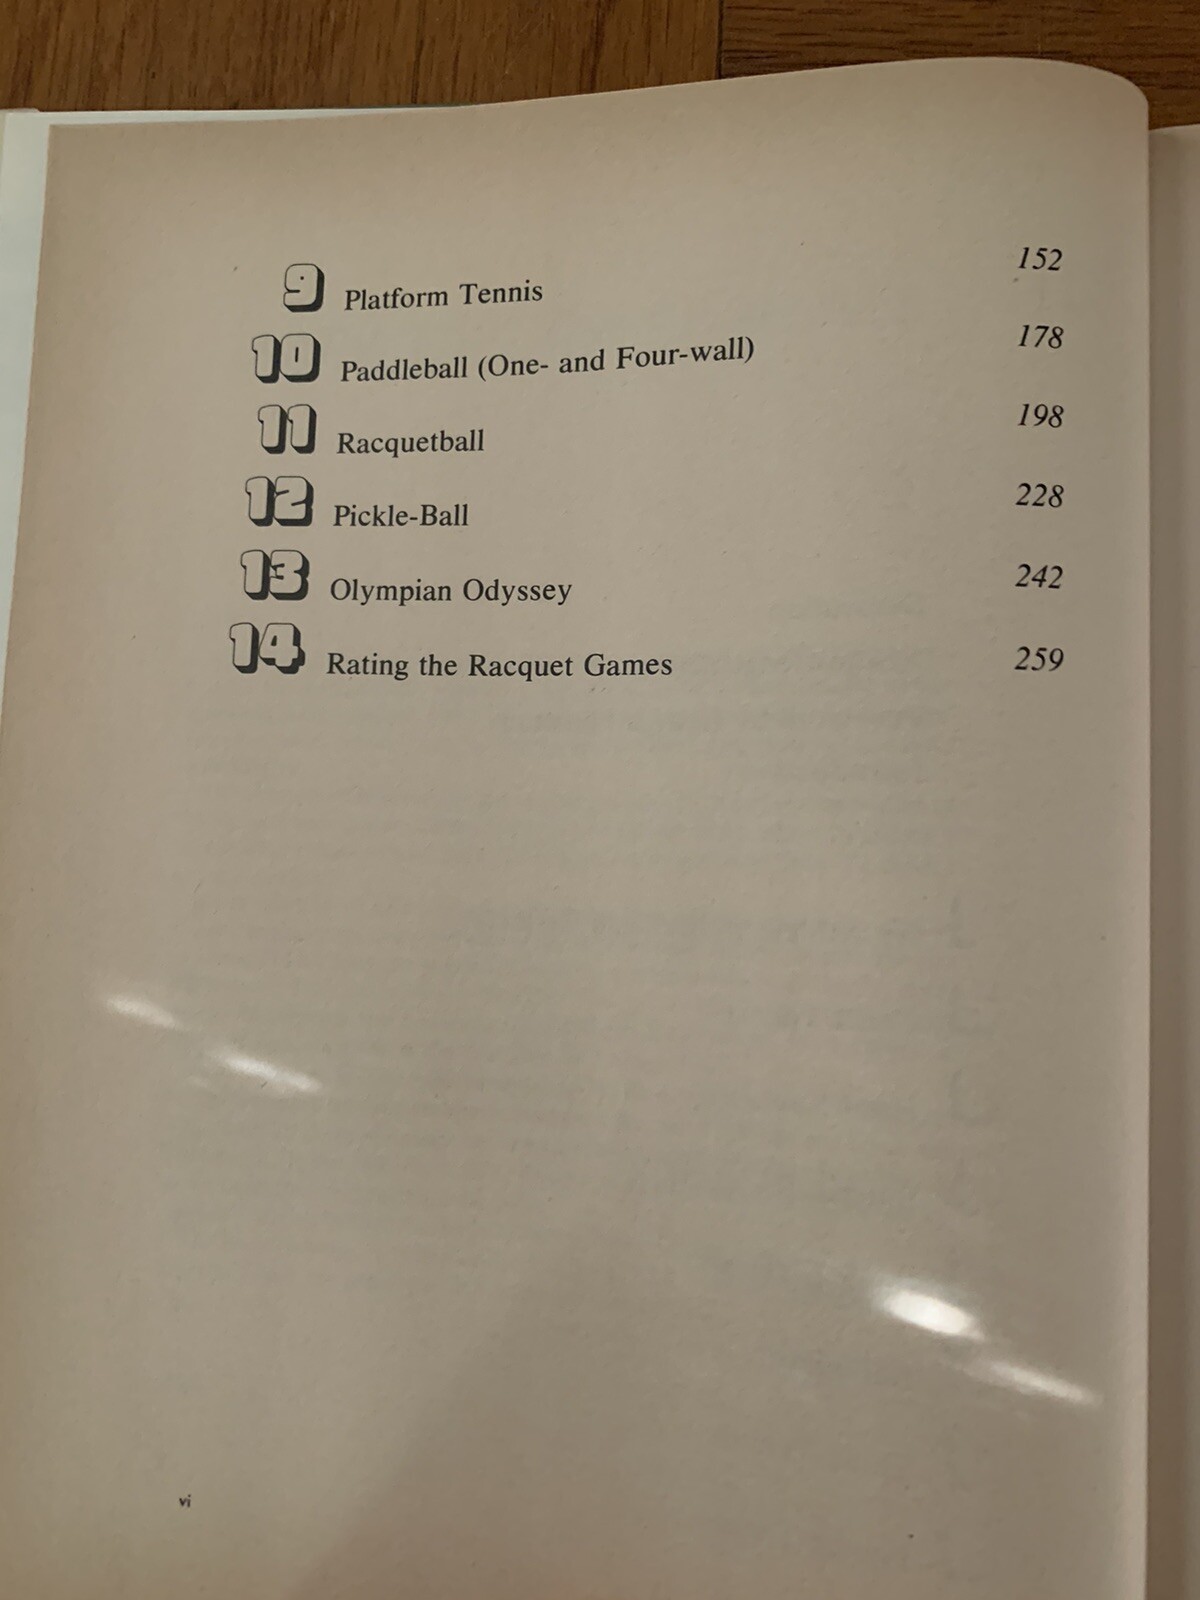 9 Platform Tennis 152
10 Paddleball (One- and Four-wall) 178
11 Racquetball 198
12 Pickle-Ball 228
13 Olympian Odyssey 242
14 Rating the Racquet Games 259
vi